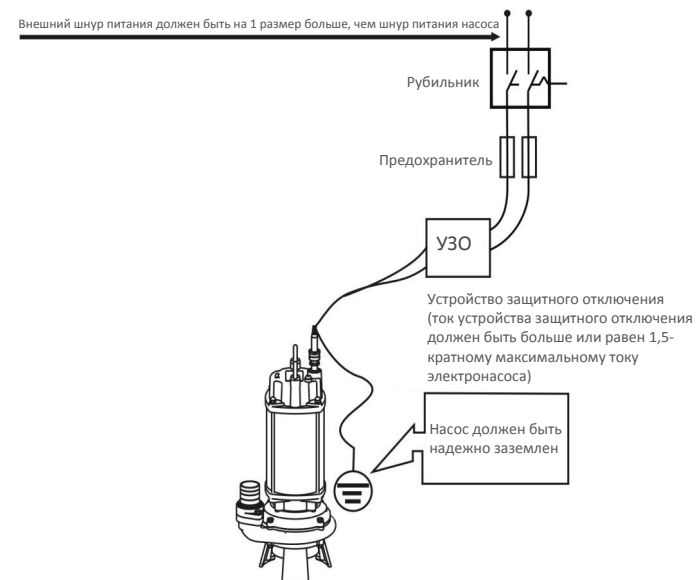 Внешний шнур питания должен быть на 1 размер больше, чем шнур питания насоса
Рубильник
Предохранитель
УЗО
Устройство защитного отключения
(ток устройства защитного отключения
должен быть больше или равен 1,5-
кратному максимальному току
электронасоса)
Насос должен быть
надежно заземлен